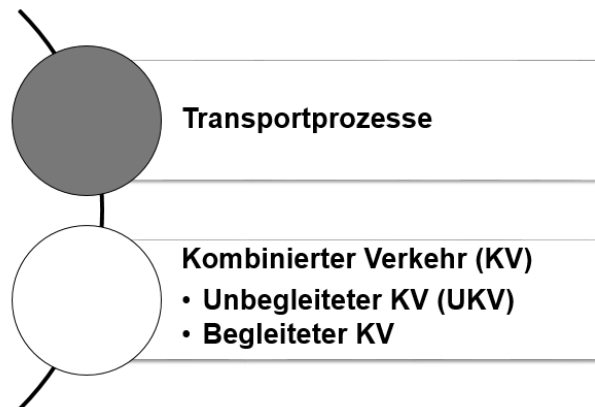 Transportprozesse
Kombinierter Verkehr (KV)
• Unbegleiteter KV (UKV)
• Begleiteter KV